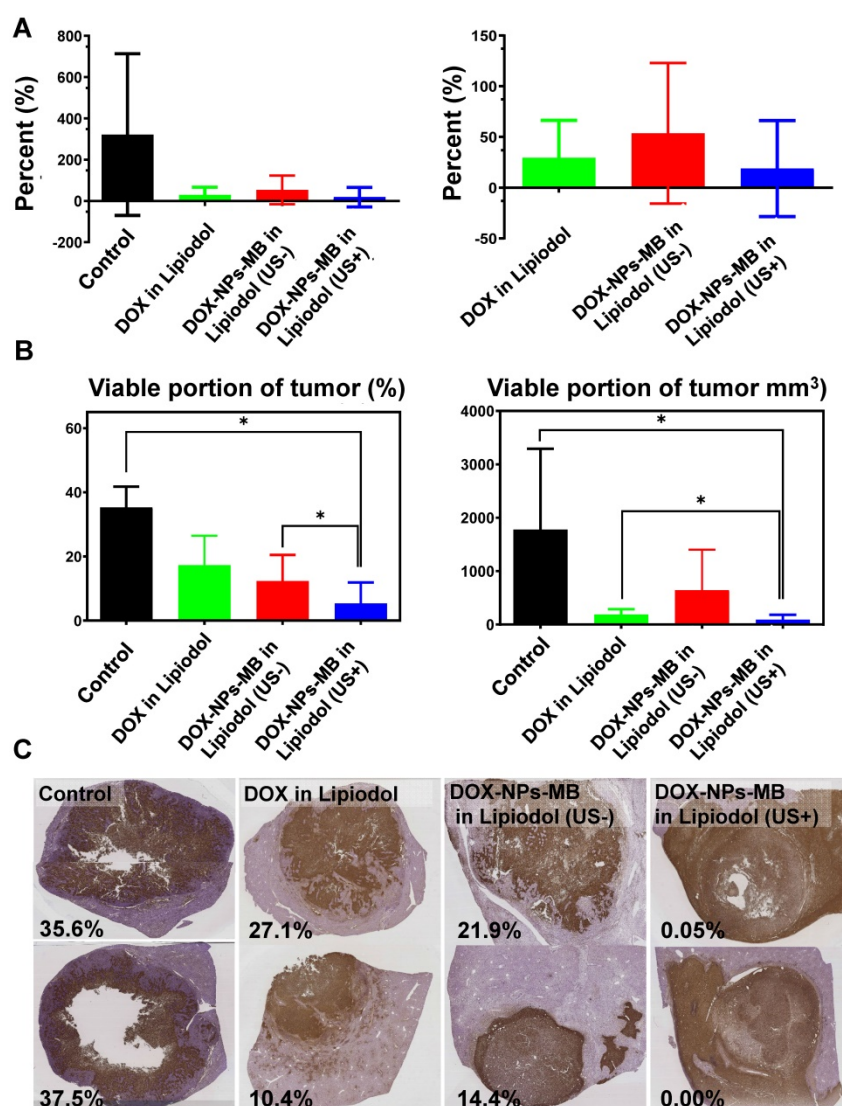 A
Percent (%)
800
600
400
200
0
-200
Control
DOX in Lipiodol
DOX-NPs-MB in
Lipiodol (US-)
DOX-NPs-MB in
Lipiodol (US+)
Percent (%)
150
100
50
0
-50
DOX in Lipiodol
DOX-NPs-MB in
Lipiodol (US-)
DOX-NPs-MB in
Lipiodol (US+)
B
Viable portion of tumor (%)
60
40
20
0
*
*
Control
DOX in Lipiodol
DOX-NPs-MB in
Lipiodol (US-)
DOX-NPs-MB in
Lipiodol (US+)
Viable portion of tumor mm³)
4000
3000
2000
1000
0
*
*
Control
DOX in Lipiodol
DOX-NPs-MB in
Lipiodol (US-)
DOX-NPs-MB in
Lipiodol (US+)
C
Control
35.6%
DOX in Lipiodol
27.1%
DOX-NPs-MB
in Lipiodol (US-)
21.9%
DOX-NPs-MB
in Lipiodol (US+)
0.05%
37.5%
10.4%
14.4%
0.00%